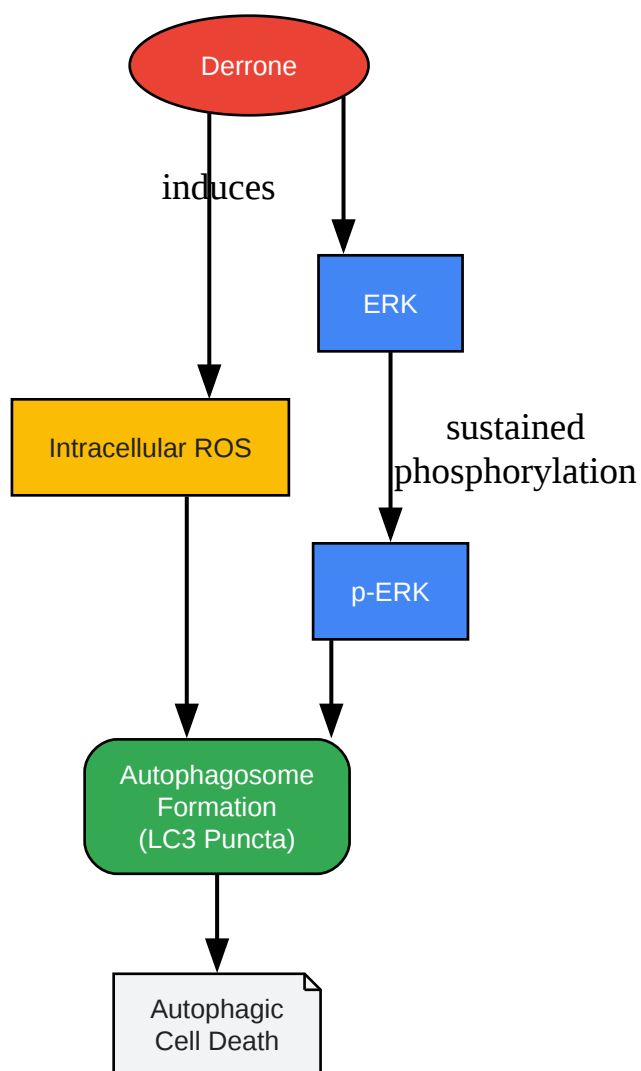 Derrone
induces
ERK
Intracellular ROS
sustained
phosphorylation
p-ERK
Autophagosome
Formation
(LC3 Puncta)
Autophagic
Cell Death